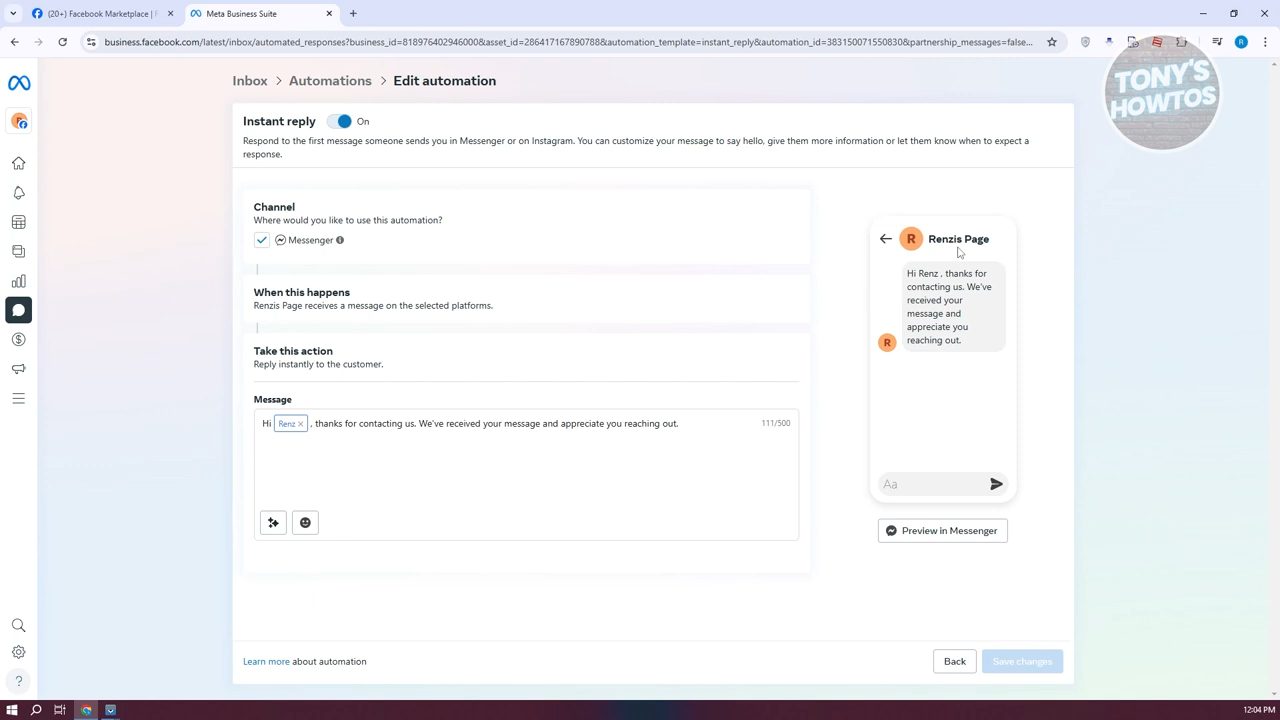 (20+) Facebook Marketplace | F
Meta Business Suite
business.facebook.com/latest/inbox/automated_responses?business_id=818976402946000&asset_id=286417167890788&automation_template=instant_reply&automation_id=383150071550830&partnership_messages=false...
R
TONY'S
HOWTOS
Inbox > Automations > Edit automation
Instant reply
On
Respond to the first message someone sends you in Messenger or on Instagram. You can customize your message to say hello, give them more information or let them know when to expect a
response.
Channel
Where would you like to use this automation?
Messenger
When this happens
Renzis Page receives a message on the selected platforms.
Take this action
Reply instantly to the customer.
Message
Hi Renz × , thanks for contacting us. We've received your message and appreciate you reaching out.
111/500
R
Renzis Page
Hi Renz , thanks for
contacting us. We've
received your
message and
appreciate you
reaching out.
R
Aa
Preview in Messenger
Learn more about automation
Back
Save changes
12:04 PM